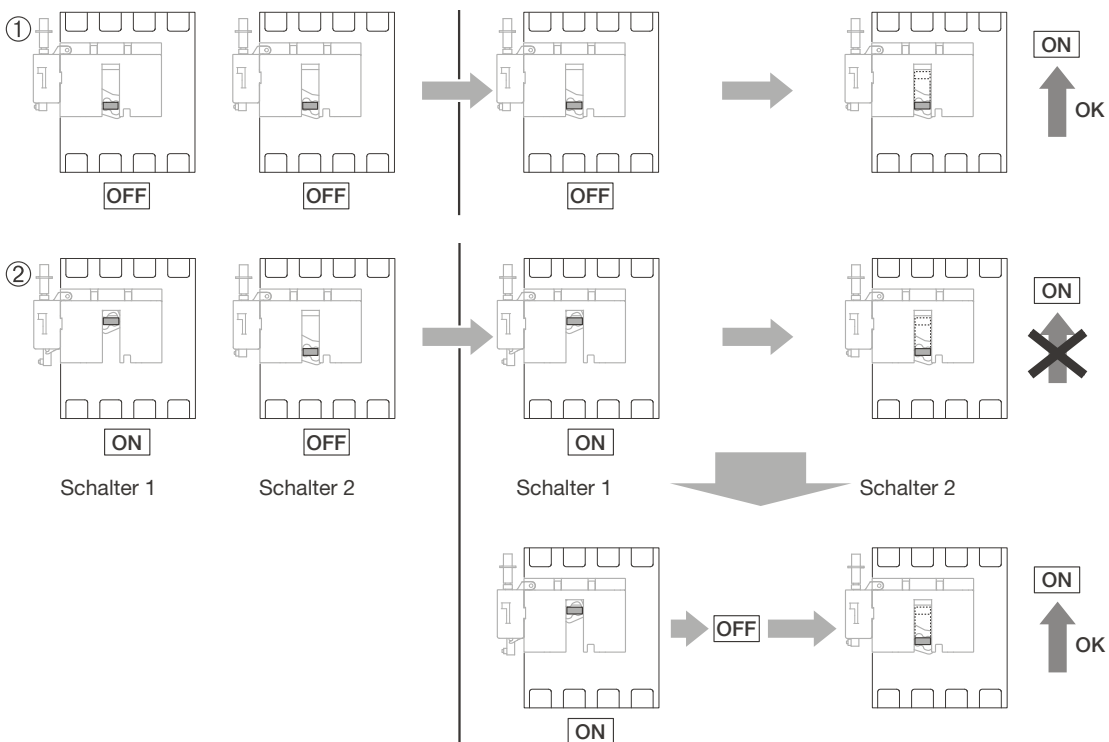 ①
ON
OK
OFF OFF OFF
②
ON
ON OFF ON
Schalter 1 Schalter 2 Schalter 1 Schalter 2
ON
OFF
OK
ON